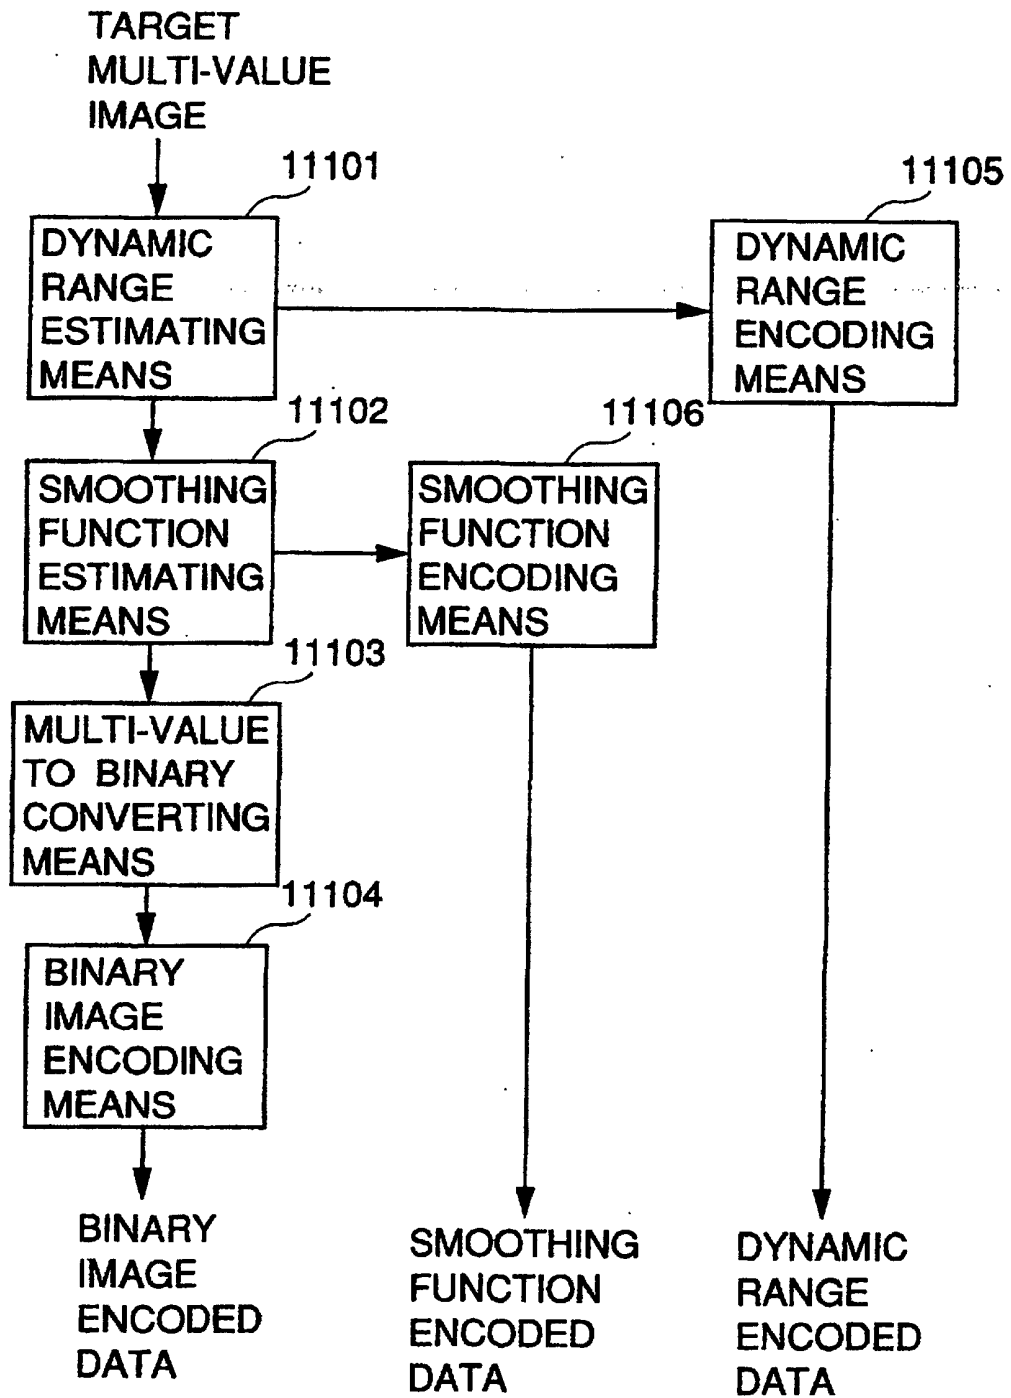 TARGET
MULTI-VALUE
IMAGE
11101
DYNAMIC
RANGE
ESTIMATING
MEANS
11105
DYNAMIC
RANGE
ENCODING
MEANS
11102
SMOOTHING
FUNCTION
ESTIMATING
MEANS
11106
SMOOTHING
FUNCTION
ENCODING
MEANS
11103
MULTI-VALUE
TO BINARY
CONVERTING
MEANS
11104
BINARY
IMAGE
ENCODING
MEANS
BINARY
IMAGE
ENCODED
DATA
SMOOTHING
FUNCTION
ENCODED
DATA
DYNAMIC
RANGE
ENCODED
DATA